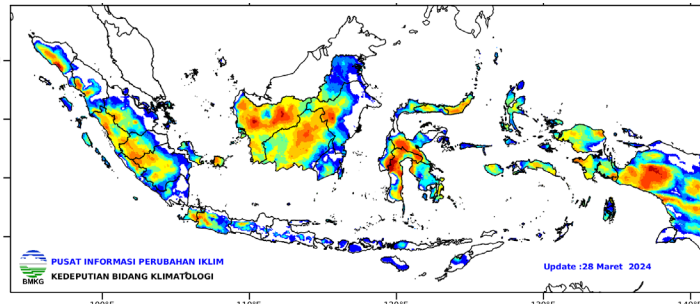 PUSAT INFORMASI PERUBAHAN IKLIM
KEDEPUTIAN BIDANG KLIMATOLOGI
BMKG
Update :28 Maret 2024